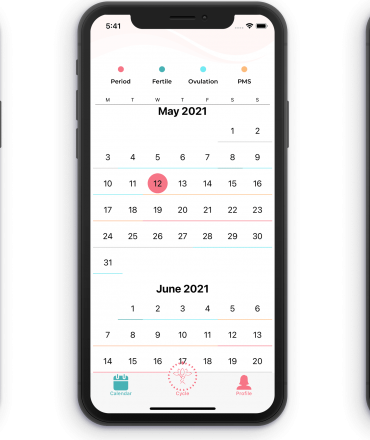 5:41
Period Fertile Ovulation PMS
M T W T F S S
May 2021
1 2
3 4 5 6 7 8 9
10 11 12 13 14 15 16
17 18 19 20 21 22 23
24 25 26 27 28 29 30
31
June 2021
1 2 3 4 5 6
7 8 9 10 11 12 13
14 15 16 17 18 19 20
Calendar Cycle Profile